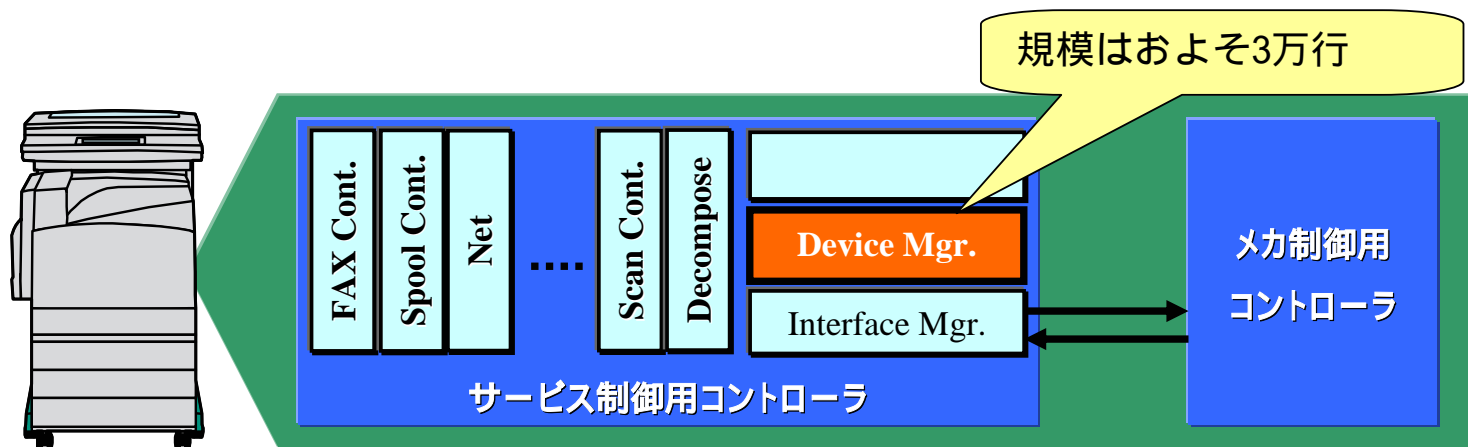 規模はおよそ3万行
FAX Cont.
Spool Cont.
Net
....
Scan Cont.
Decompose
Device Mgr.
Interface Mgr.
サービス制御用コントローラ
メカ制御用
コントローラ